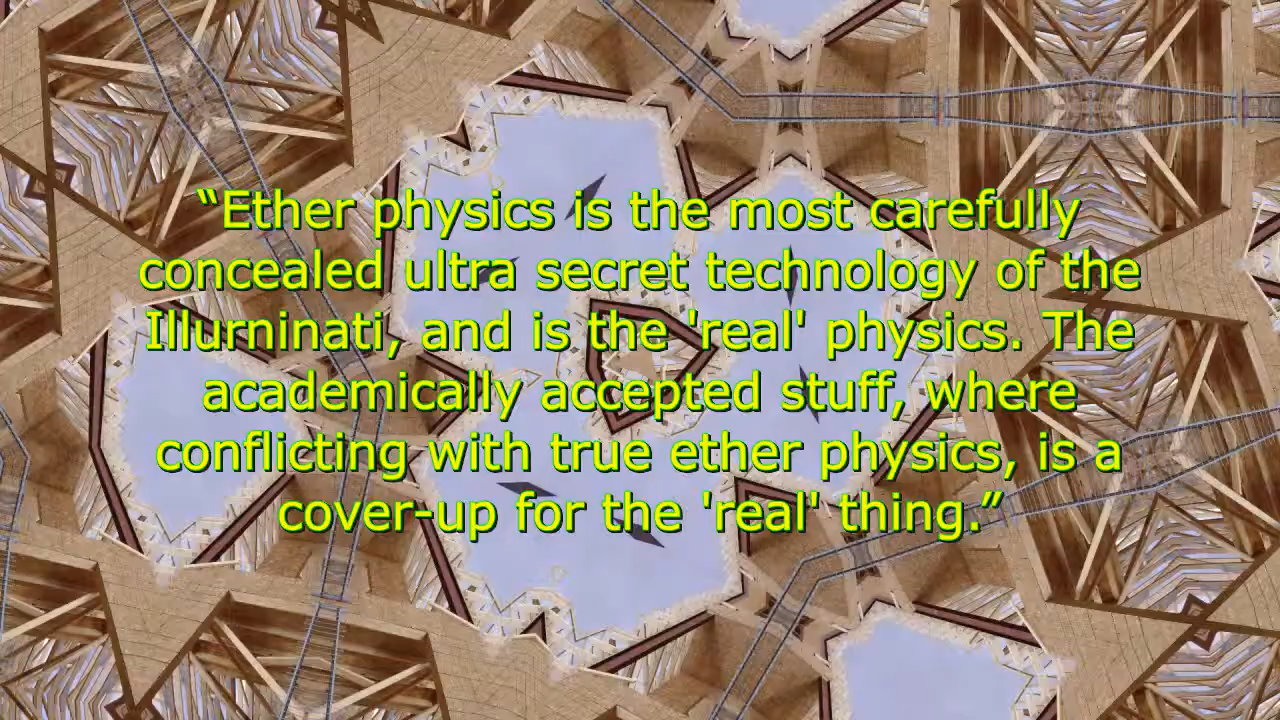 “Ether physics is the most carefully
concealed ultra secret technology of the
Illurninati, and is the 'real' physics. The
academically accepted stuff, where
conflicting with true ether physics, is a
cover-up for the 'real' thing.”